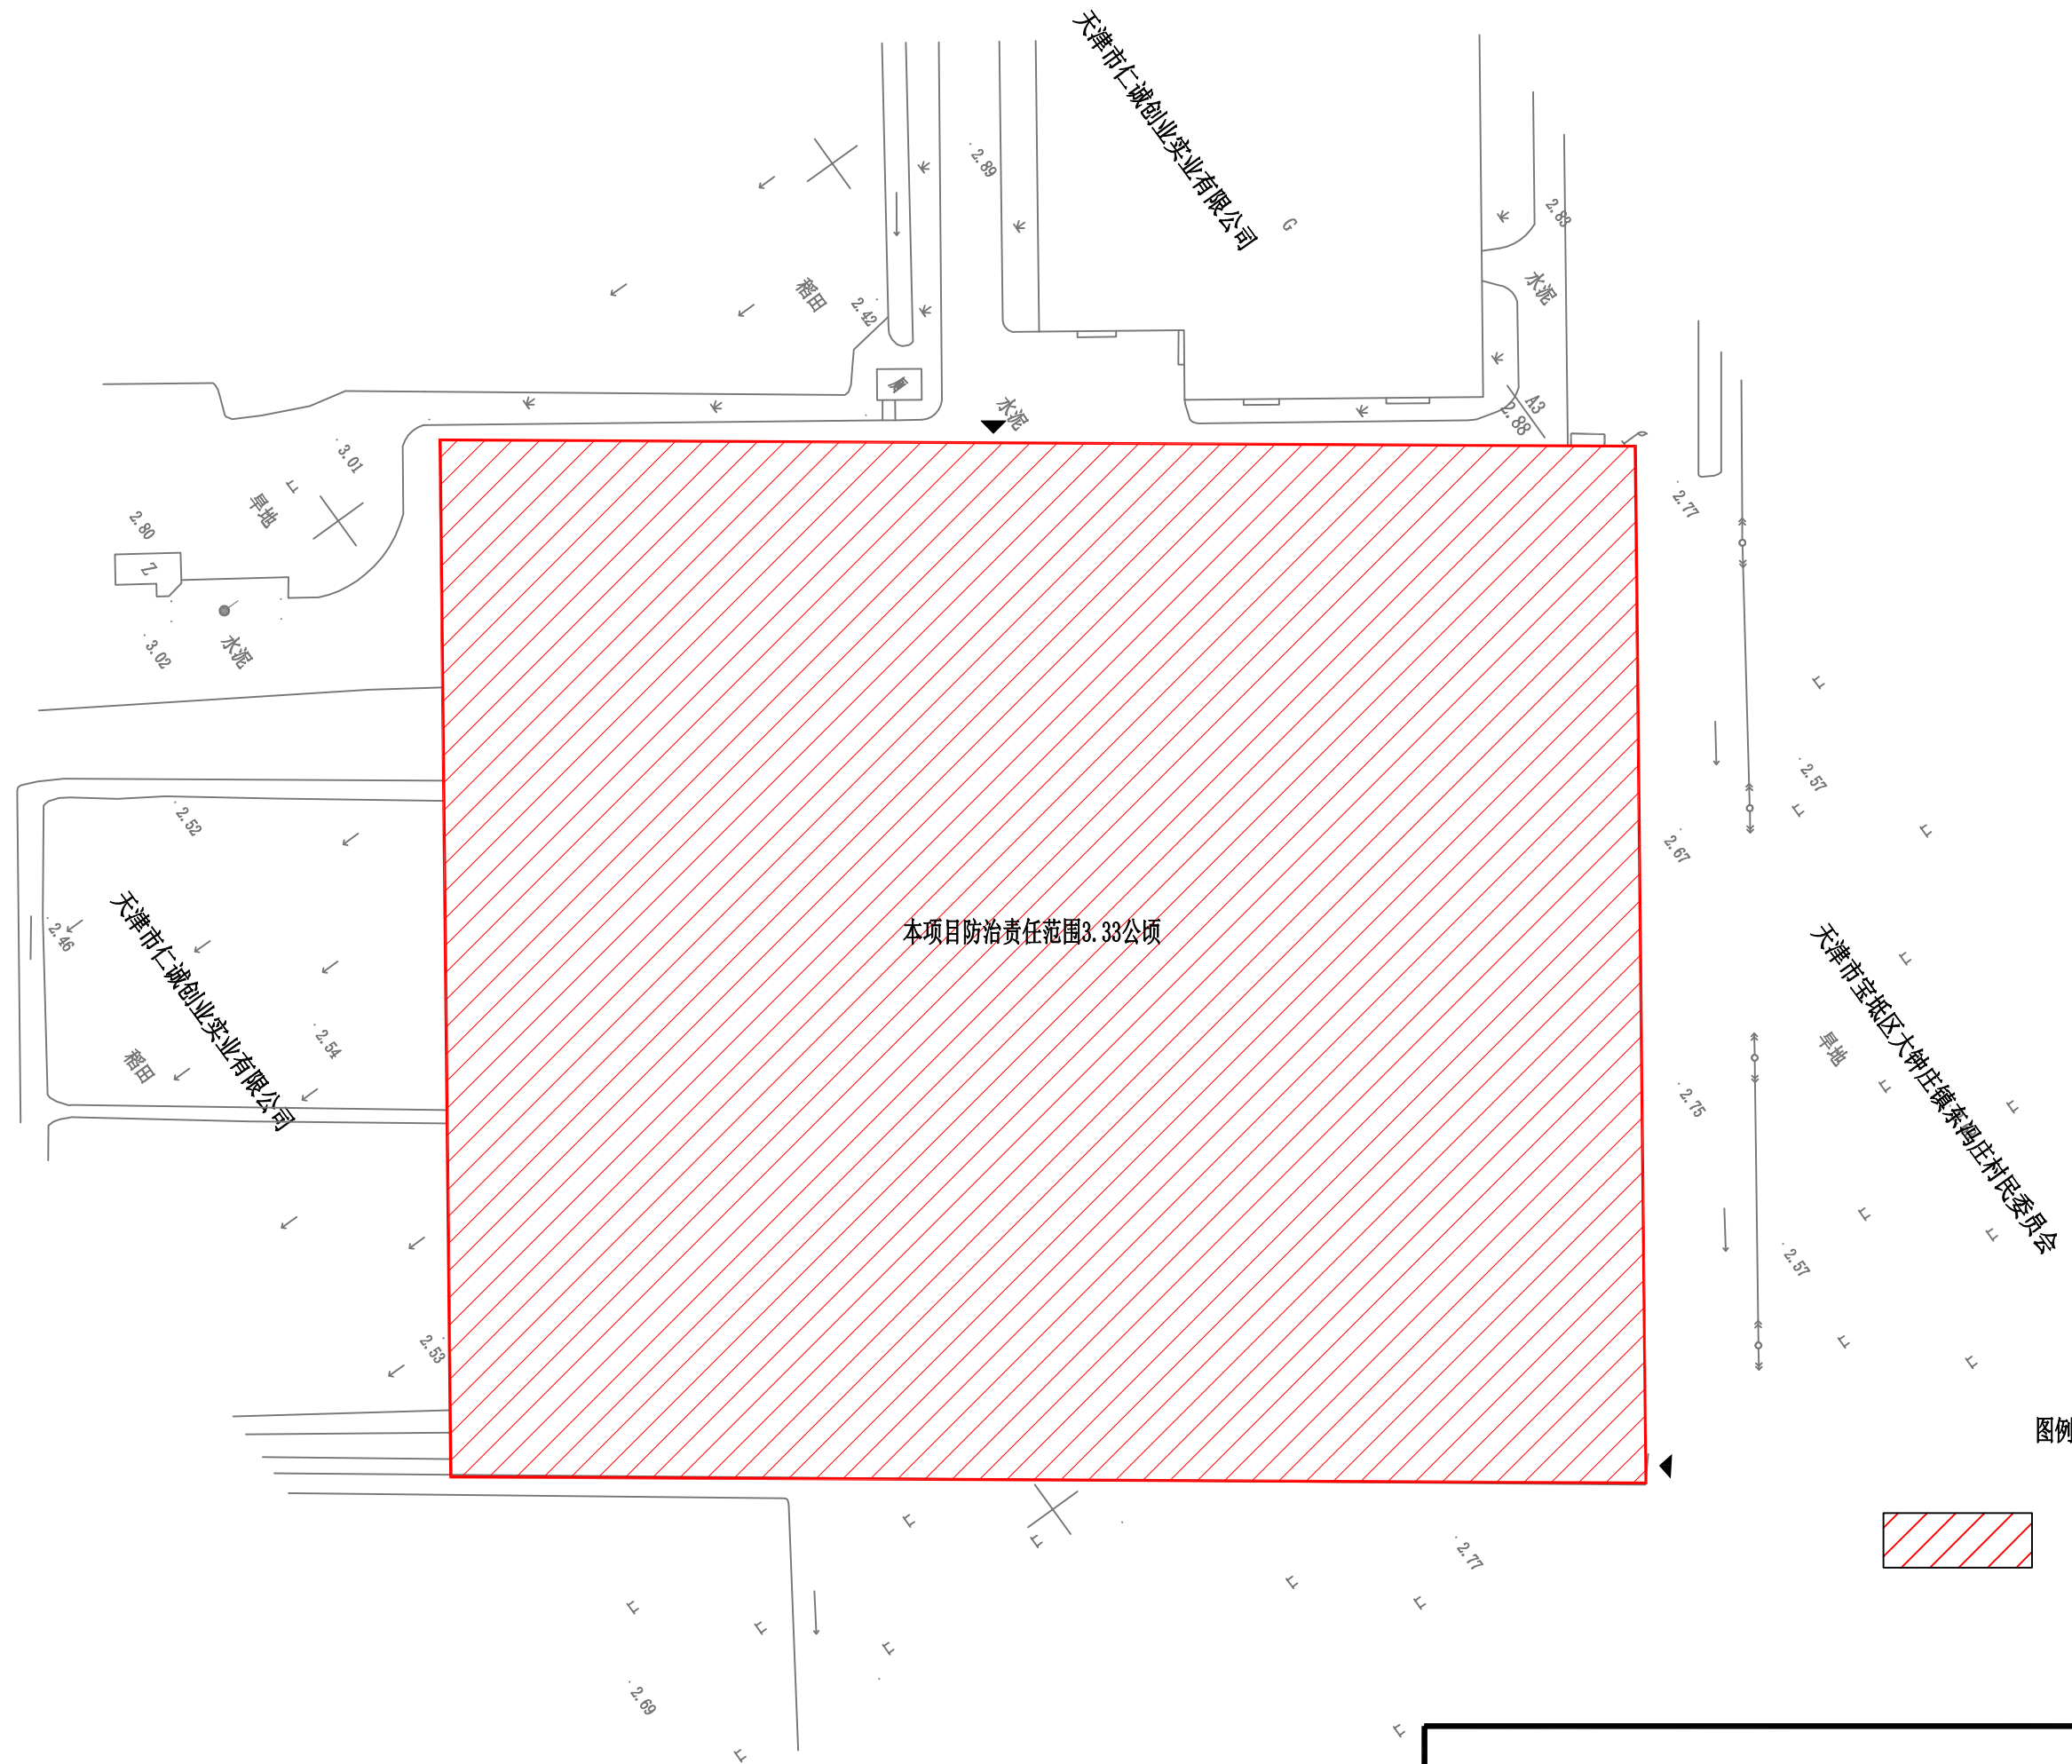 天津市仁诚创业实业有限公司
2.89
G
2.83
水泥
稻田
2.42
水泥
A3
2.88
3.01
旱地
2.80
Z
3.02
水泥
2.77
2.57
2.52
2.67
天津市仁诚创业实业有限公司
2.46
本项目防治责任范围3.33公顷
天津市宝坻区大钟庄镇东冯庄村民委员会
2.54
稻田
旱地
2.75
2.57
2.53
图例
2.77
2.69